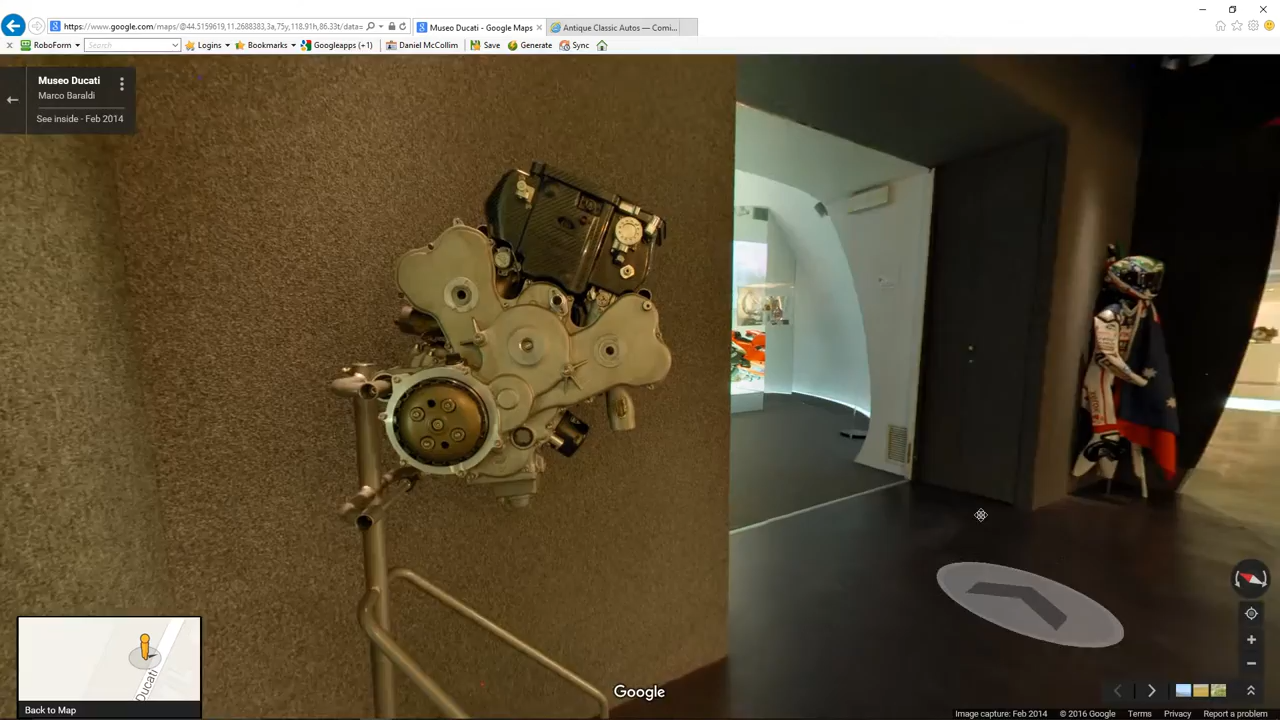 https://www.google.com/maps/@44.5159619,11.2688383,3a,75y,118.91h,86.33t/data=
Museo Ducati - Google Maps
Antique Classic Autos - Comi...
RoboForm
Search
Logins
Bookmarks
Googleapps (+1)
Daniel McCollim
Save
Generate
Sync
Museo Ducati
Marco Baraldi
See inside - Feb 2014
Ducati
Back to Map
Google
Image capture: Feb 2014
© 2016 Google
Terms
Privacy
Report a problem